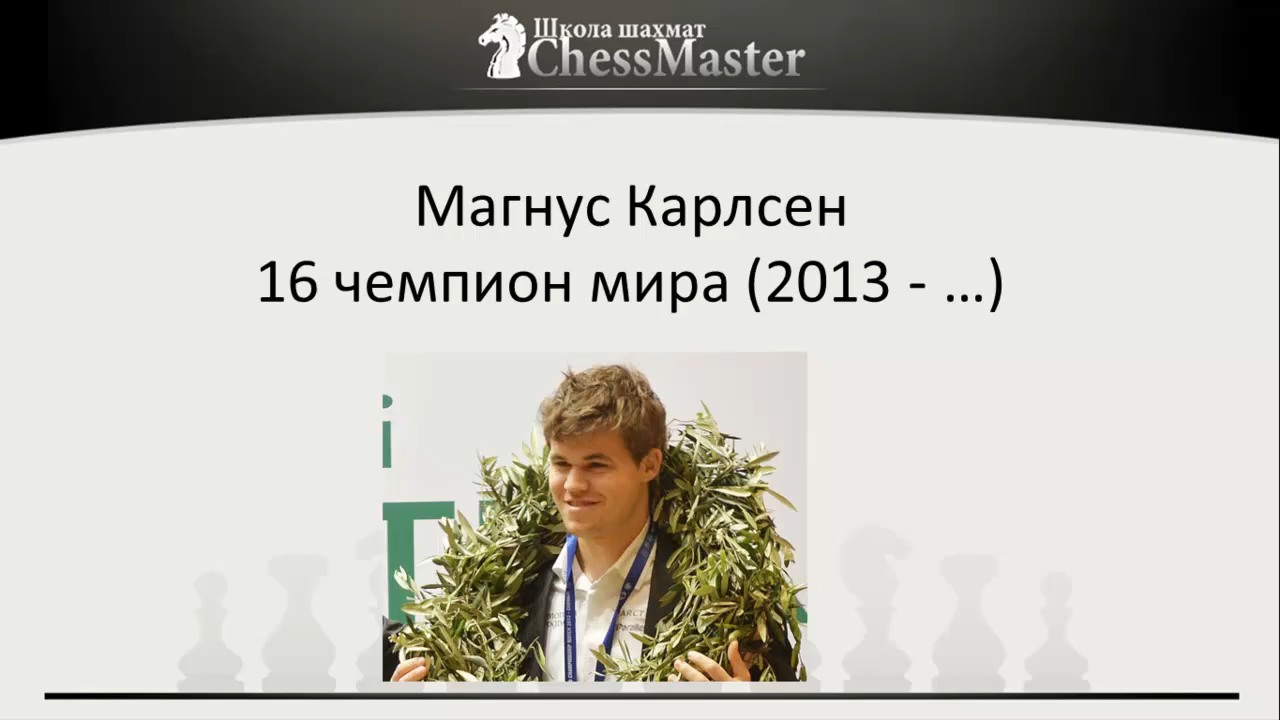 Школа шахмат
ChessMaster
Магнус Карлсен
16 чемпион мира (2013 - ...)
i